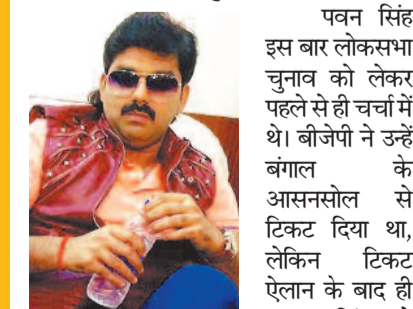 पवन सिंह
इस बार लोकसभा
चुनाव को लेकर
पहले से ही चर्चा में
थे। बीजेपी ने उन्हें
बंगाल के
आसनसोल से
टिकट दिया था,
लेकिन टिकट
ऐलान के बाद ही